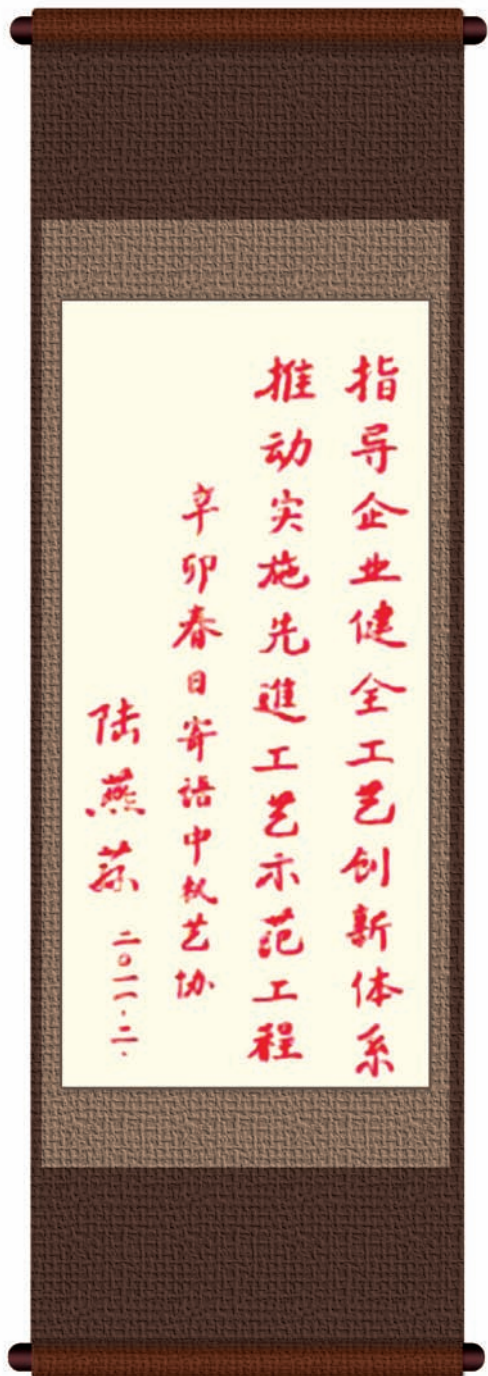 指导企业健全工艺创新体系
推动实施先進工艺示范工程
辛卯春日寄语中机艺协
陆燕荪 二〇一一.二.